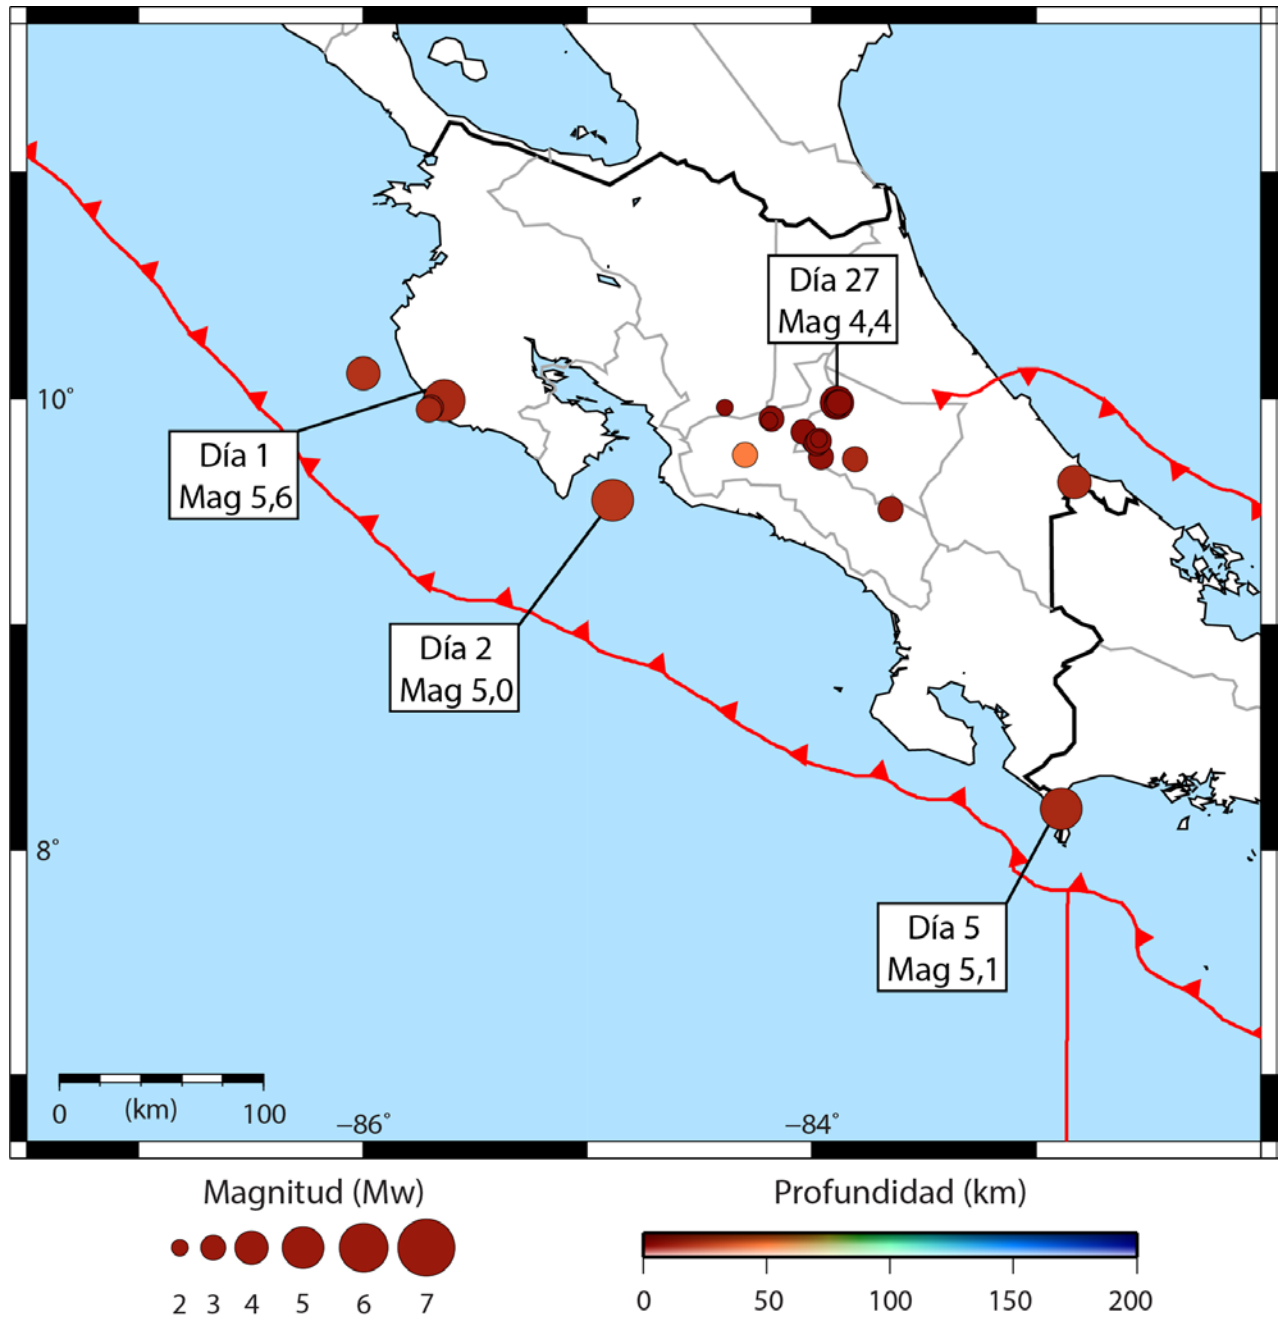 Día 27
Mag 4,4
10°
Día 1
Mag 5,6
Día 2
Mag 5,0
8°
Día 5
Mag 5,1
0 (km) 100
−86°
−84°
Magnitud (Mw)
2 3 4 5 6 7
Profundidad (km)
0 50 100 150 200